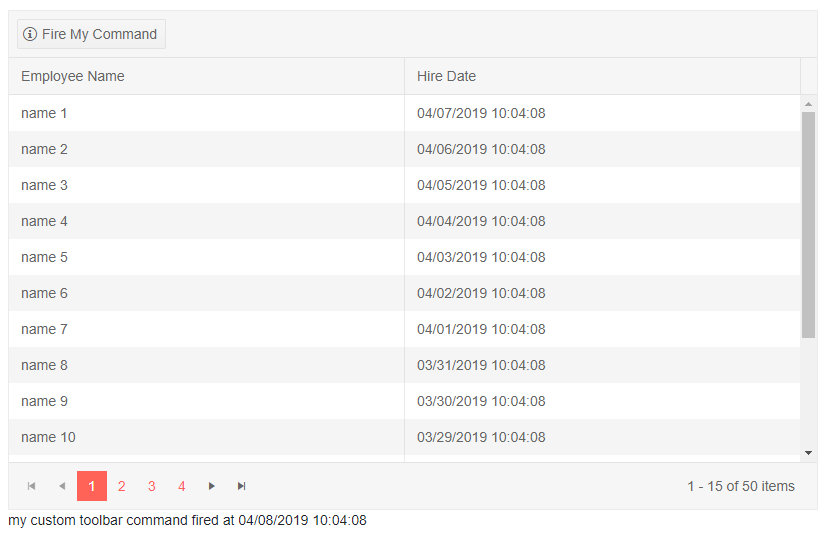 Fire My Command
Employee Name Hire Date
name 1 04/07/2019 10:04:08
name 2 04/06/2019 10:04:08
name 3 04/05/2019 10:04:08
name 4 04/04/2019 10:04:08
name 5 04/03/2019 10:04:08
name 6 04/02/2019 10:04:08
name 7 04/01/2019 10:04:08
name 8 03/31/2019 10:04:08
name 9 03/30/2019 10:04:08
name 10 03/29/2019 10:04:08
1 2 3 4 1 - 15 of 50 items
my custom toolbar command fired at 04/08/2019 10:04:08